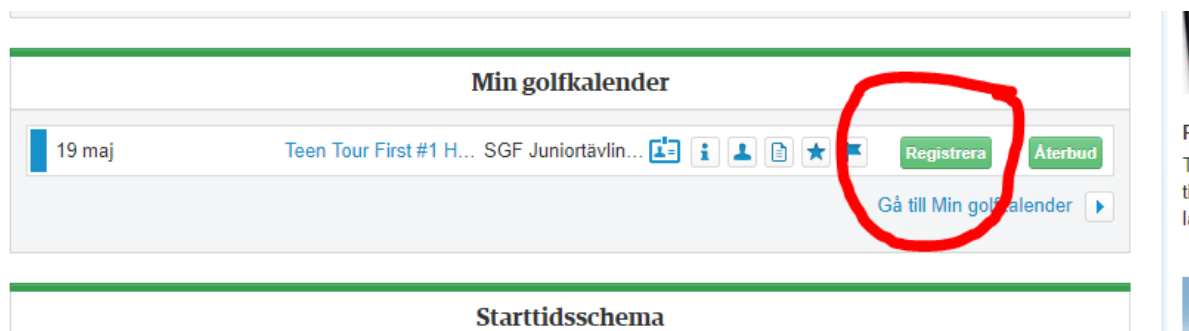 Min golfkalender
19 maj Teen Tour First #1 H... SGF Juniortävlin... Registrera Återbud
Gå till Min golfkalender
Starttidsschema